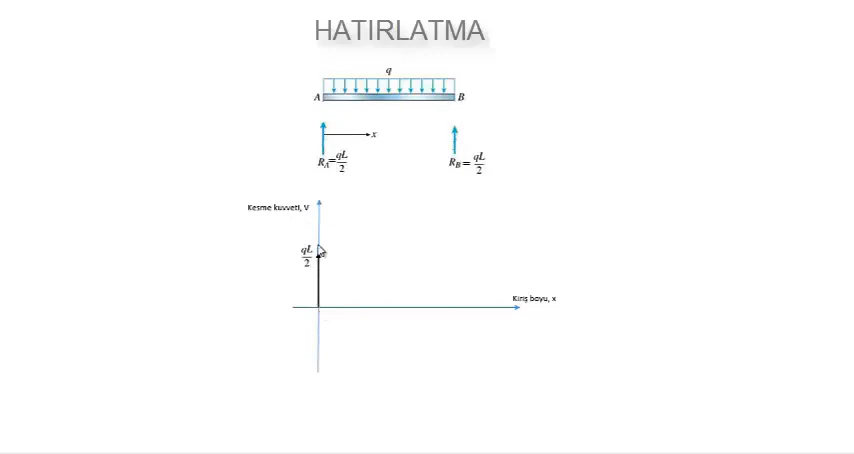 HATIRLATMA
q
A B
x
R_A = qL/2 R_B = qL/2
Kesme kuvveti, V
qL/2
Kiriş boyu, x